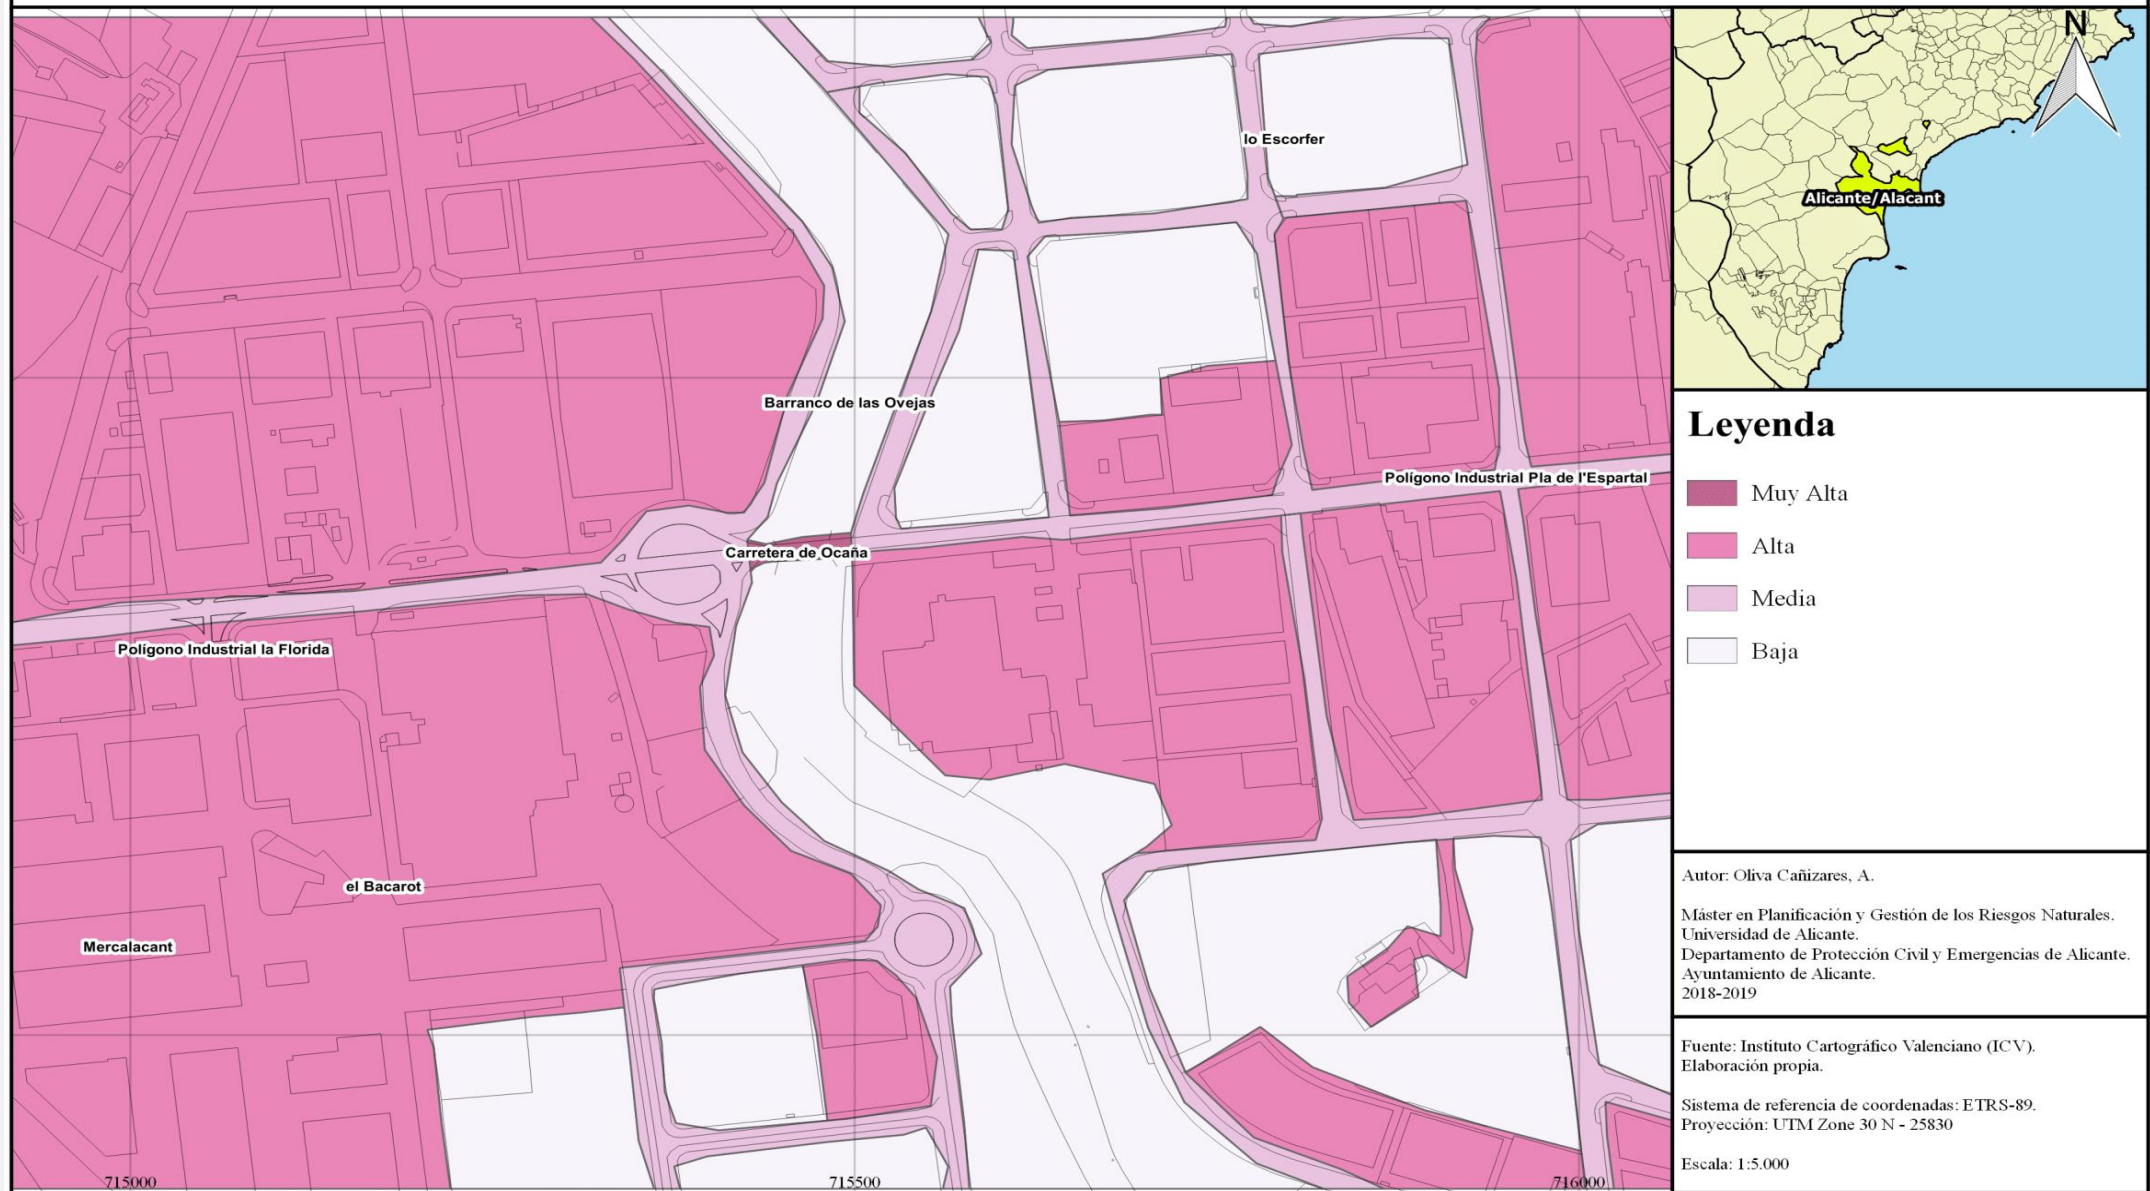 lo Escorfer
Barranco de las Ovejas
Polígono Industrial Pla de l'Espartal
Carretera de Ocaña
Polígono Industrial la Florida
el Bacarot
Mercalacant
715000
715500
716000
N
Alicante/Alacant
Leyenda
Muy Alta
Alta
Media
Baja
Autor: Oliva Cañizares, A.
Máster en Planificación y Gestión de los Riesgos Naturales.
Universidad de Alicante.
Departamento de Protección Civil y Emergencias de Alicante.
Ayuntamiento de Alicante.
2018-2019
Fuente: Instituto Cartográfico Valenciano (ICV).
Elaboración propia.
Sistema de referencia de coordenadas: ETRS-89.
Proyección: UTM Zone 30 N - 25830
Escala: 1:5.000